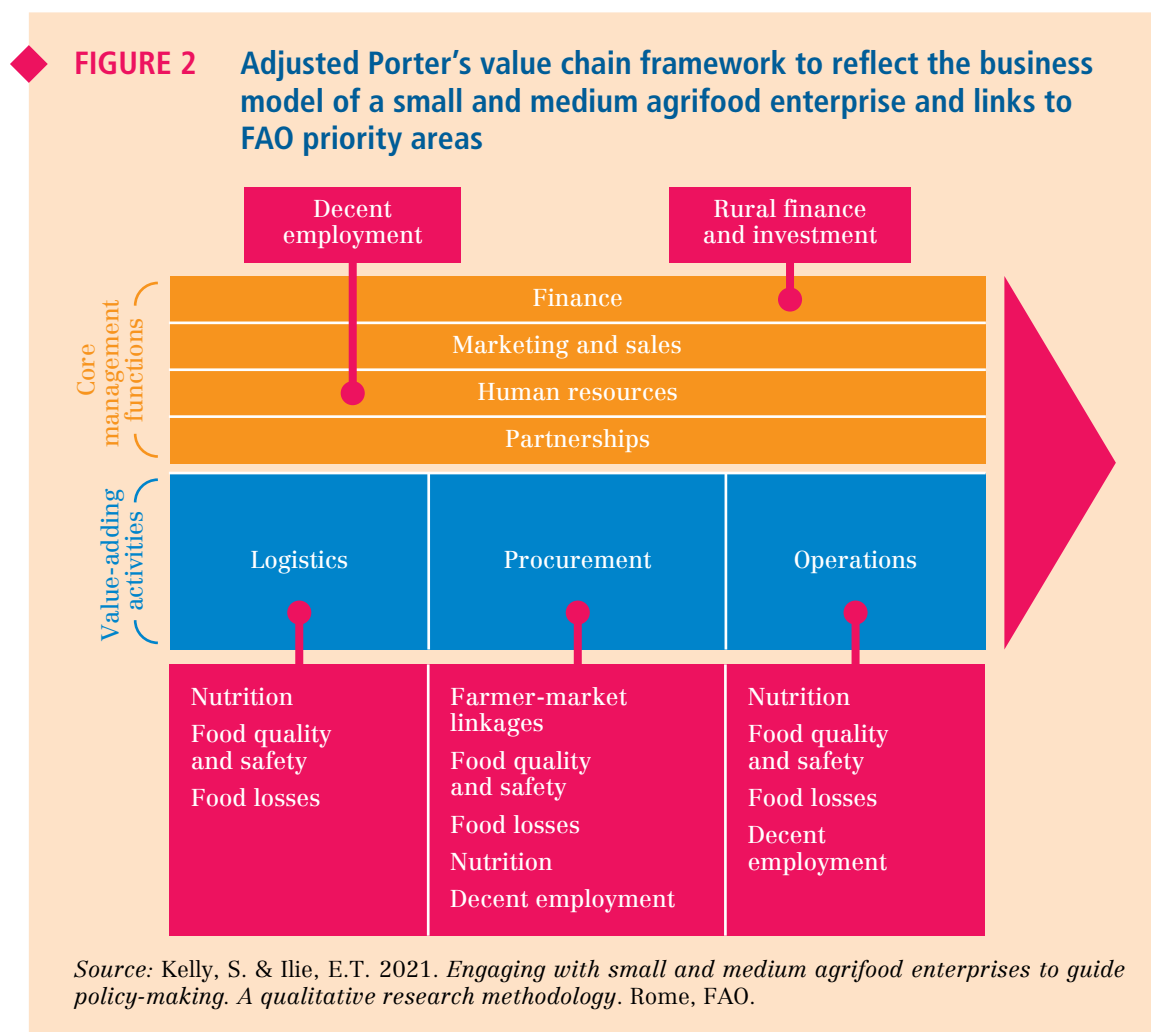 FIGURE 2
Adjusted Porter's value chain framework to reflect the business
model of a small and medium agrifood enterprise and links to
FAO priority areas
Decent
employment
Rural finance
and investment
Core
management
functions
Finance
Marketing and sales
Human resources
Partnerships
Value-adding
activities
Logistics
Procurement
Operations
Nutrition
Food quality
and safety
Food losses
Farmer-market
linkages
Food quality
and safety
Food losses
Nutrition
Decent employment
Nutrition
Food quality
and safety
Food losses
Decent
employment
Source: Kelly, S. & Ilie, E.T. 2021. Engaging with small and medium agrifood enterprises to guide
policy-making. A qualitative research methodology. Rome, FAO.